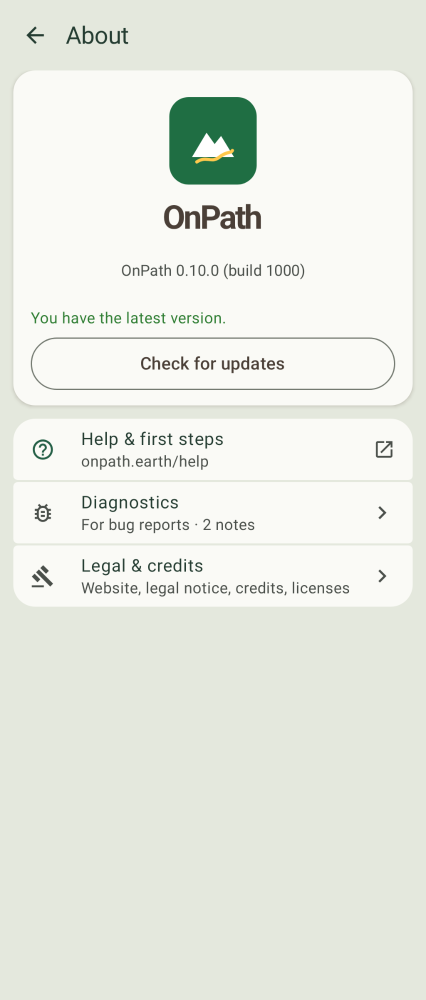 About
OnPath
OnPath 0.10.0 (build 1000)
You have the latest version.
Check for updates
Help & first steps
onpath.earth/help
Diagnostics
For bug reports · 2 notes
Legal & credits
Website, legal notice, credits, licenses